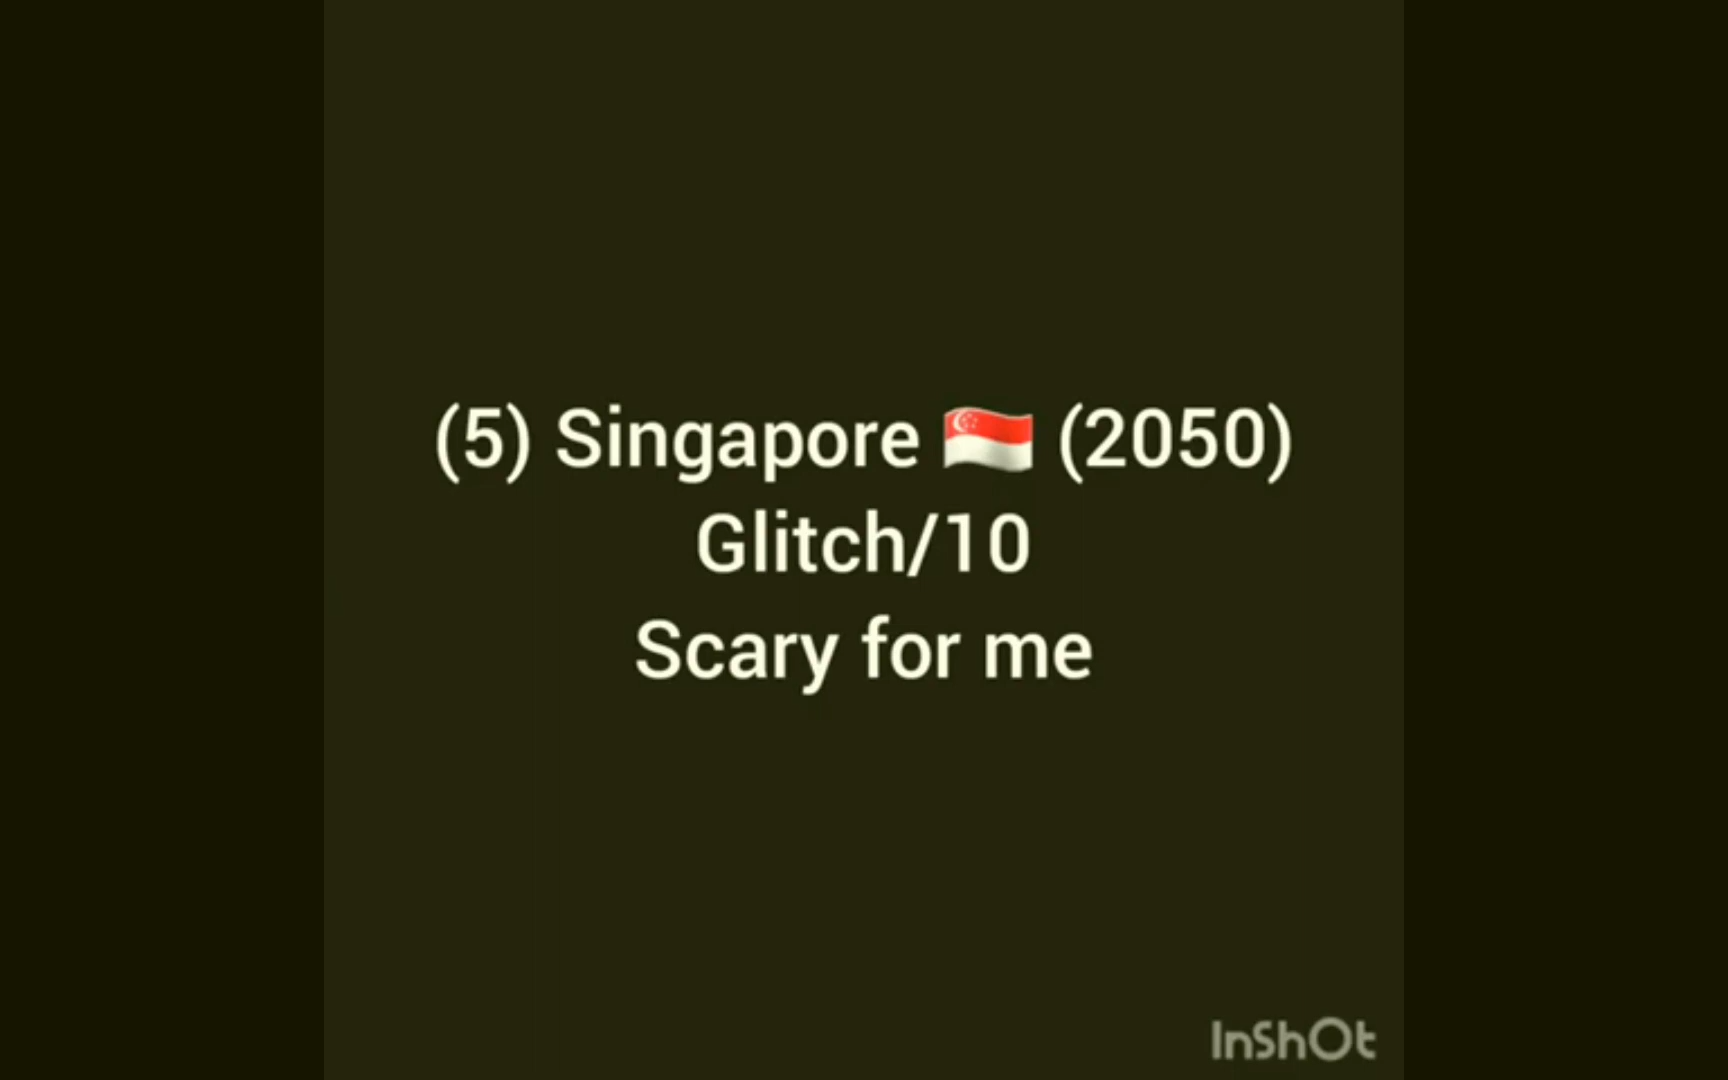 (5) Singapore 🇸🇬 (2050)
Glitch/10
Scary for me
InShOt